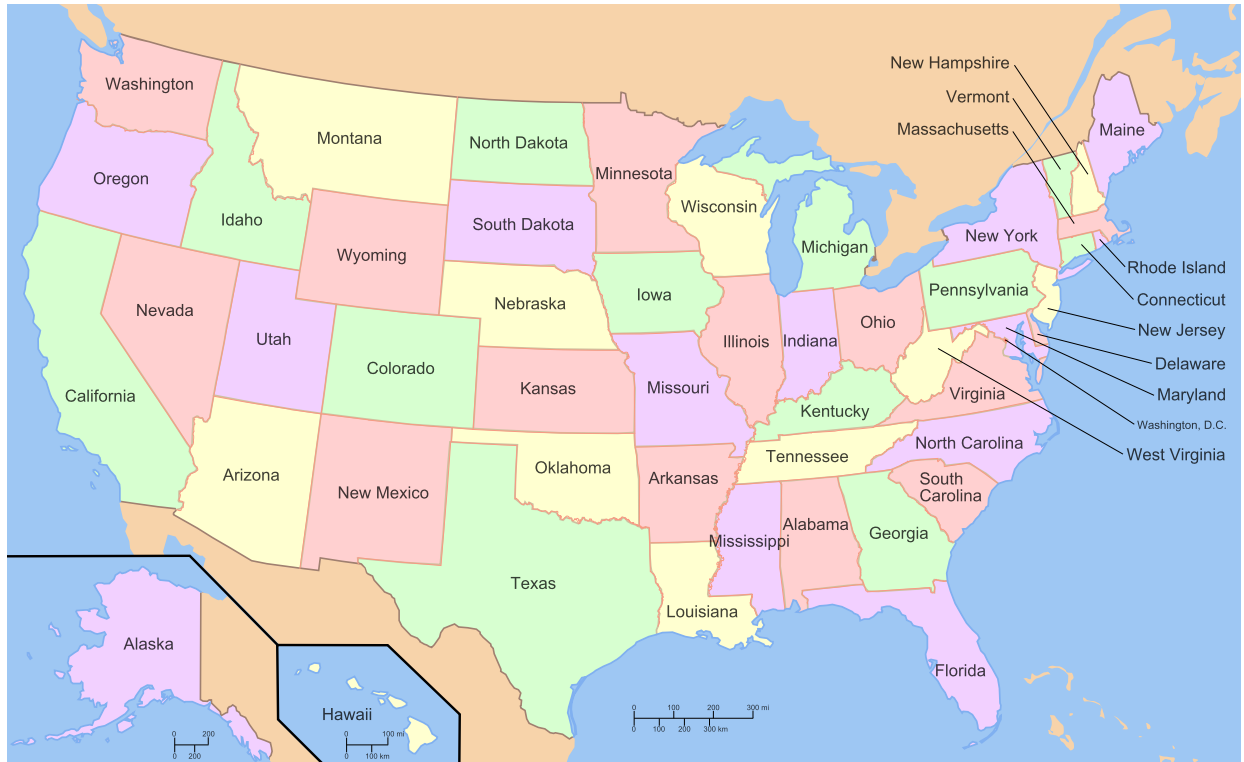 New Hampshire
Vermont
Massachusetts
Maine
Washington
Montana
North Dakota
Minnesota
Oregon
Idaho
South Dakota
Wisconsin
Wyoming
Michigan
New York
Rhode Island
Connecticut
Nevada
Nebraska
Iowa
Pennsylvania
New Jersey
Utah
Illinois
Indiana
Ohio
Delaware
California
Colorado
Kansas
Missouri
Kentucky
Virginia
Maryland
Washington, D.C.
West Virginia
Arizona
New Mexico
Oklahoma
Arkansas
Tennessee
North Carolina
South
Carolina
Texas
Mississippi
Alabama
Georgia
Louisiana
Florida
Alaska
Hawaii
0 200
0 200
0 100 mi
0 100 km
0 100 200 300 mi
0 100 200 300 km